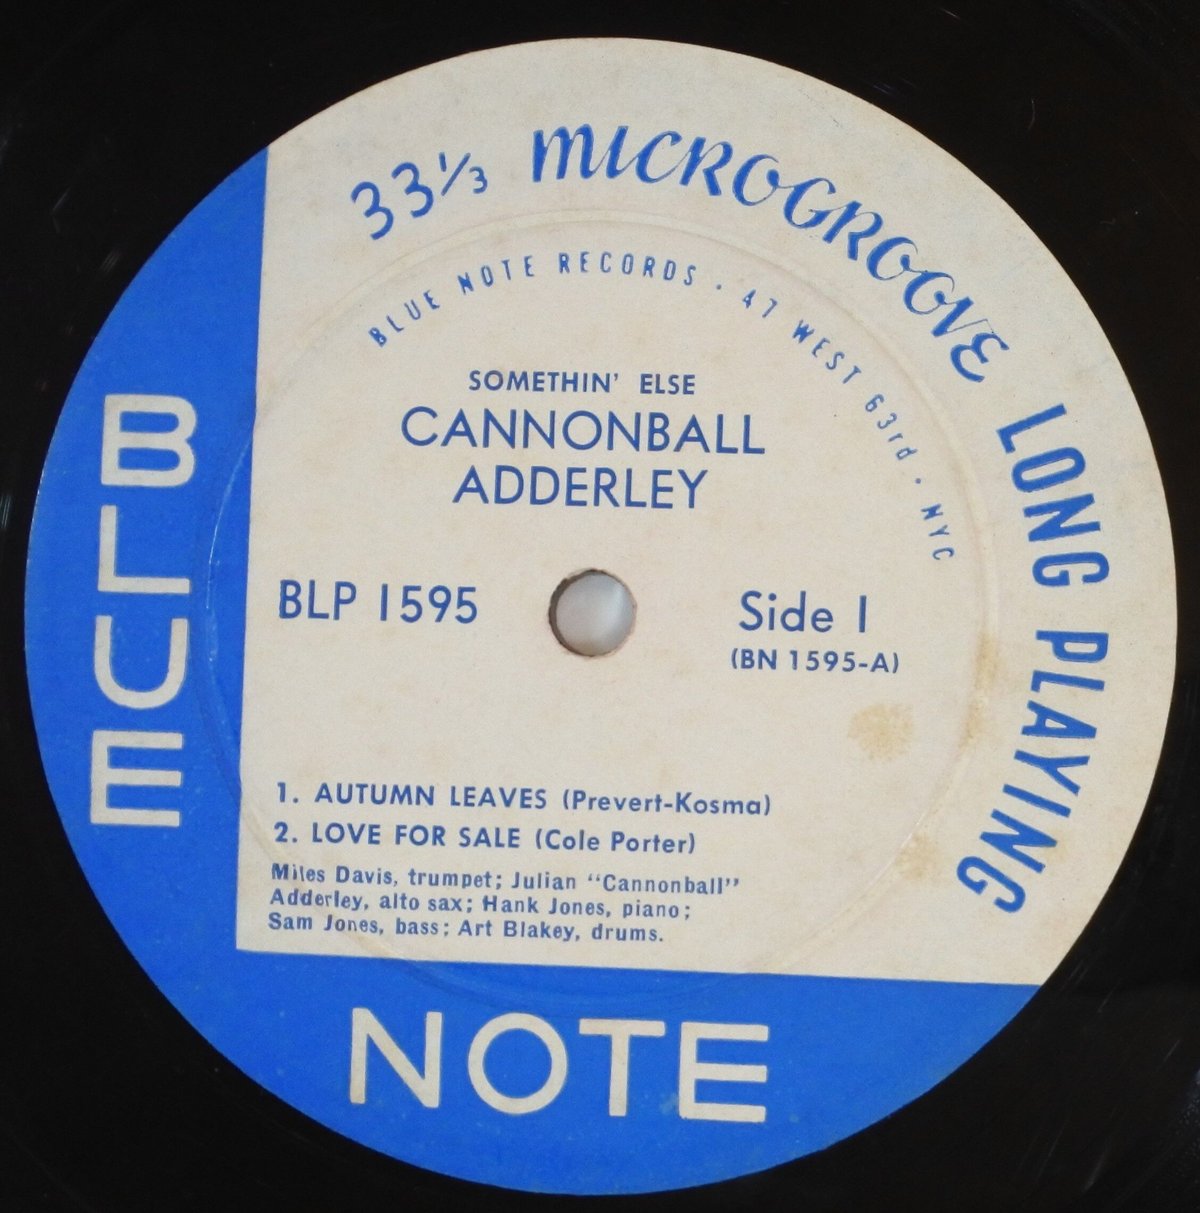 33⅓ MICROGROOVE LONG PLAYING
BLUE NOTE RECORDS · 47 WEST 63rd · NYC
SOMETHIN' ELSE
CANNONBALL
ADDERLEY
BLP 1595
Side 1
(BN 1595-A)
1. AUTUMN LEAVES (Prevert-Kosma)
2. LOVE FOR SALE (Cole Porter)
Miles Davis, trumpet; Julian “Cannonball”
Adderley, alto sax; Hank Jones, piano;
Sam Jones, bass; Art Blakey, drums.
BLUE
NOTE